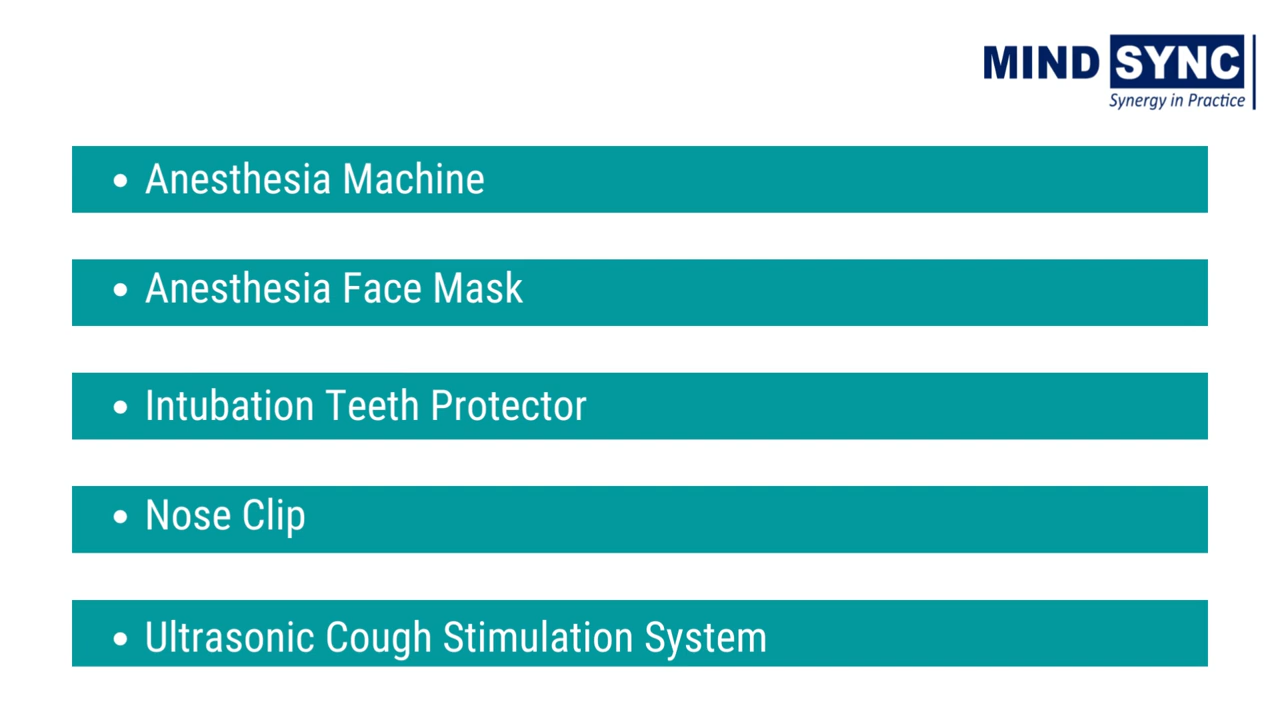 MIND SYNC
Synergy in Practice
• Anesthesia Machine
• Anesthesia Face Mask
• Intubation Teeth Protector
• Nose Clip
• Ultrasonic Cough Stimulation System